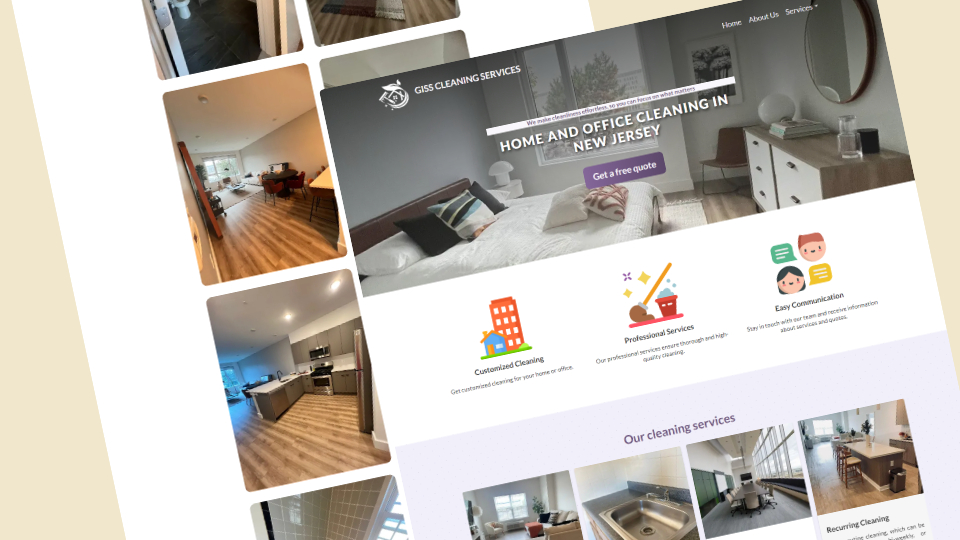 Home About Us Services
GISS CLEANING SERVICES
We make cleanliness effortless, so you can focus on what matters
HOME AND OFFICE CLEANING IN
NEW JERSEY
Get a free quote
Customized Cleaning
Get customized cleaning for your home or office.
Professional Services
Our professional services ensure thorough and high-
quality cleaning.
Easy Communication
Stay in touch with our team and receive information
about services and quotes.
Our cleaning services
Recurring Cleaning
cleaning, which can be
or